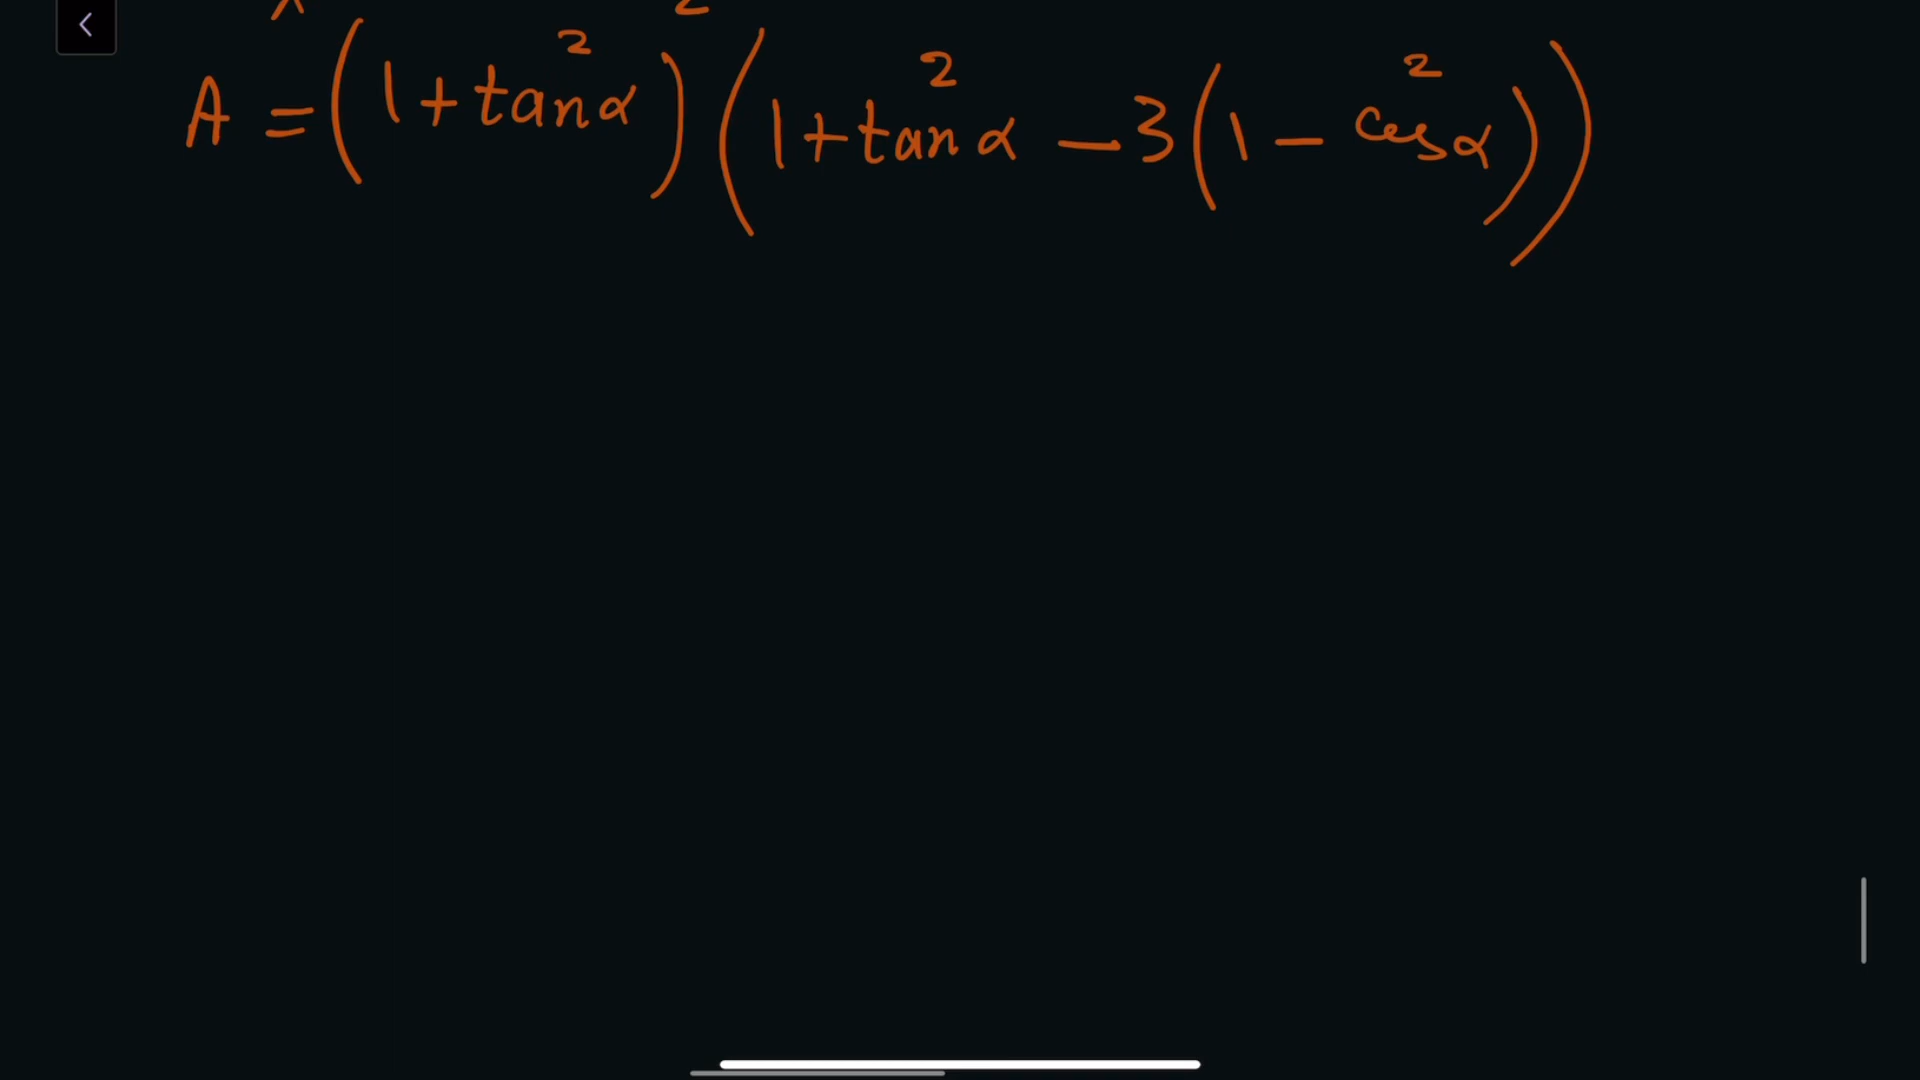 A = (1 + tan²α)(1 + tan²α − 3(1 − cos²α))